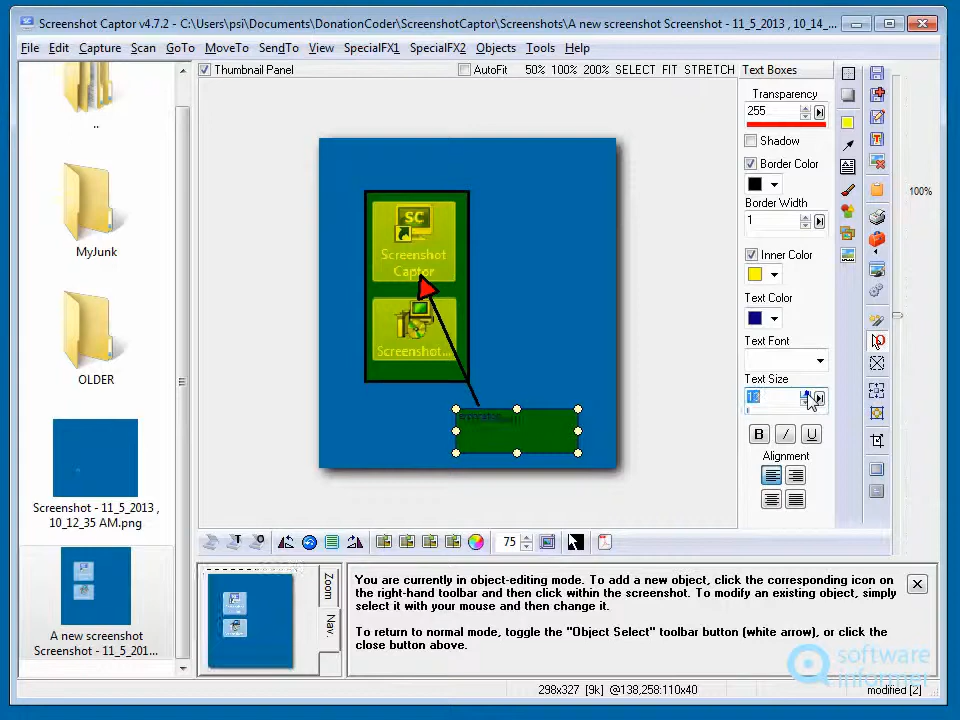 Screenshot Captor v4.7.2 - C:\Users\psi\Documents\DonationCoder\ScreenshotCaptor\Screenshots\A new screenshot Screenshot - 11_5_2013 , 10_14_...
File Edit Capture Scan GoTo MoveTo SendTo View SpecialFX1 SpecialFX2 Objects Tools Help
Thumbnail Panel AutoFit 50% 100% 200% SELECT FIT STRETCH Text Boxes
..
MyJunk
OLDER
Screenshot - 11_5_2013 ,
10_12_35 AM.png
A new screenshot
Screenshot - 11_5_201...
SC
Screenshot
Captor
Screenshot...
Transparency
255
Shadow
Border Color
Border Width
1
Inner Color
Text Color
Text Font
Text Size
13
B / U
Alignment
100%
T
75
Zoom
Nav.
You are currently in object-editing mode. To add a new object, click the corresponding icon on
the right-hand toolbar and then click within the screenshot. To modify an existing object, simply
select it with your mouse and then change it.
To return to normal mode, toggle the "Object Select" toolbar button (white arrow), or click the
close button above.
software
informer
298x327 [9k] @138,258:110x40 modified [2]